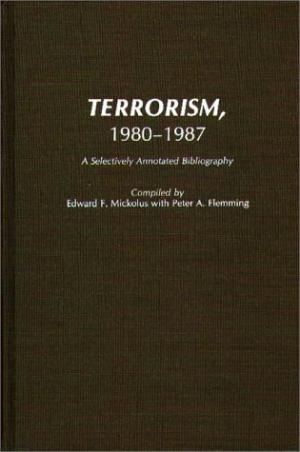 TERRORISM,
1980–1987
A Selectively Annotated Bibliography
Compiled by
Edward F. Mickolus with Peter A. Flemming